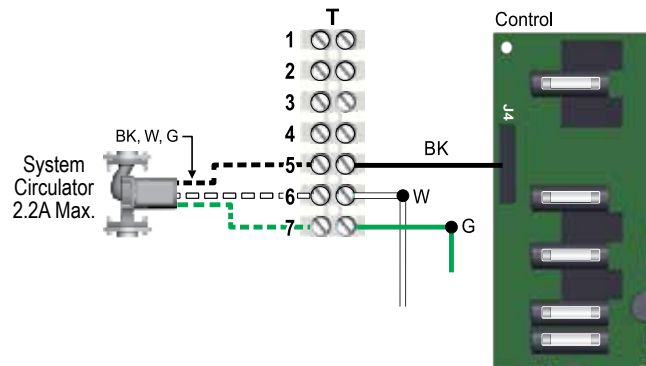 T
Control
1
2
3
4
5
6
7
J4
BK, W, G
System
Circulator
2.2A Max.
BK
W
G